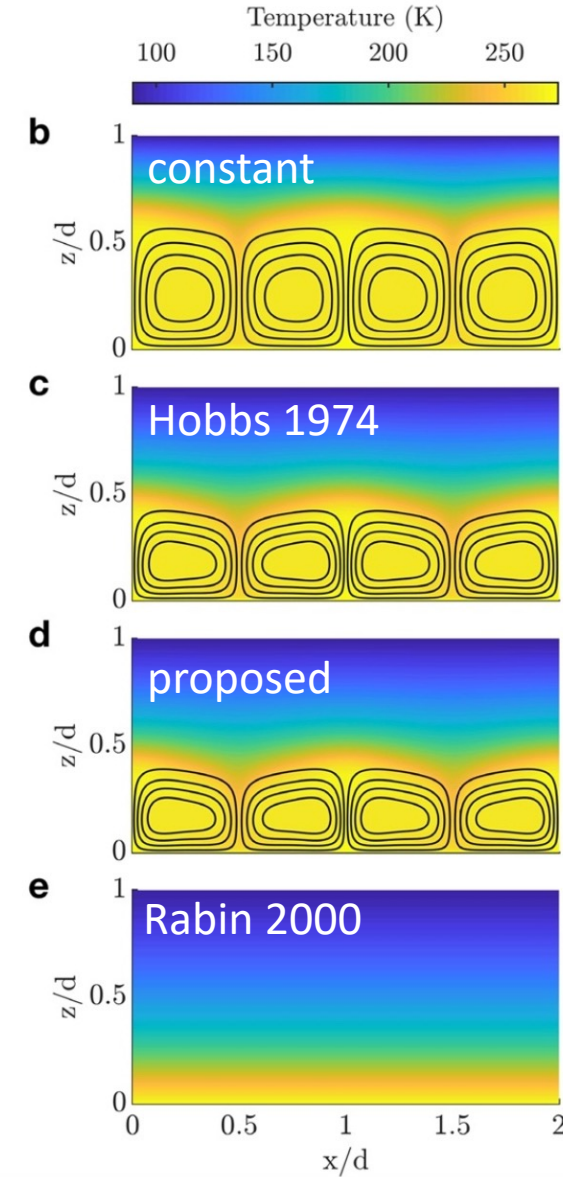 Temperature (K)
100 150 200 250
b
1
constant
z/d
0.5
0
c
1
Hobbs 1974
z/d
0.5
0
d
1
proposed
z/d
0.5
0
e
1
Rabin 2000
z/d
0.5
0
0 0.5 1 1.5 2
x/d